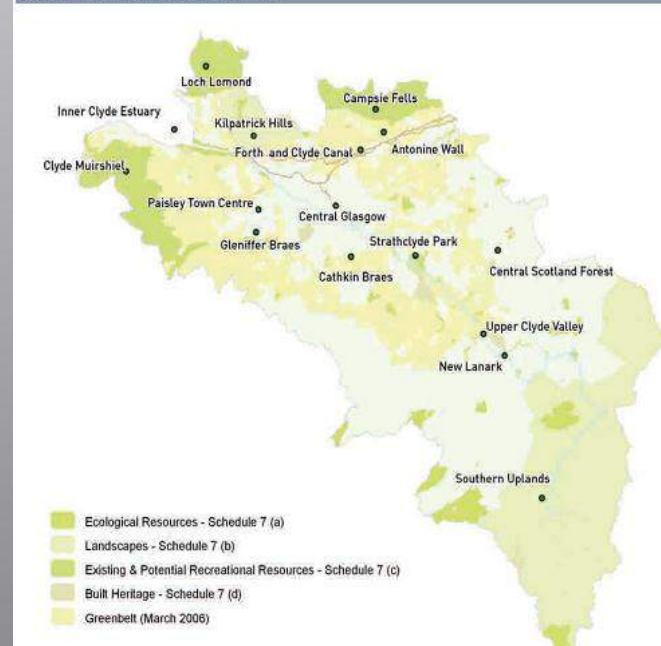 Loch Lomond
Campsie Fells
Inner Clyde Estuary
Kilpatrick Hills
Forth and Clyde Canal
Antonine Wall
Clyde Muirshiel
Paisley Town Centre
Central Glasgow
Gleniffer Braes
Strathclyde Park
Cathkin Braes
Central Scotland Forest
Upper Clyde Valley
New Lanark
Southern Uplands
Ecological Resources - Schedule 7 (a)
Landscapes - Schedule 7 (b)
Existing & Potential Recreational Resources - Schedule 7 (c)
Built Heritage - Schedule 7 (d)
Greenbelt (March 2006)